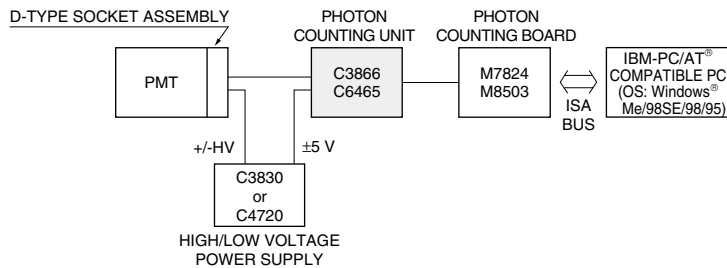 D-TYPE SOCKET ASSEMBLY
PMT
PHOTON
COUNTING UNIT
C3866
C6465
PHOTON
COUNTING BOARD
M7824
M8503
ISA
BUS
IBM-PC/AT®
COMPATIBLE PC
(OS: Windows®
Me/98SE/98/95)
+/-HV
±5 V
C3830
or
C4720
HIGH/LOW VOLTAGE
POWER SUPPLY